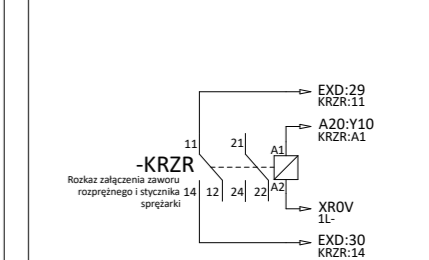 EXD:29
KRZR:11
A20:Y10
KRZR:A1
11
21
A1
-KRZR
Rozkaz załączenia zaworu
rozprężnego i stycznika
sprężarki
14
12
24
22
A2
XR0V
1L-
EXD:30
KRZR:14